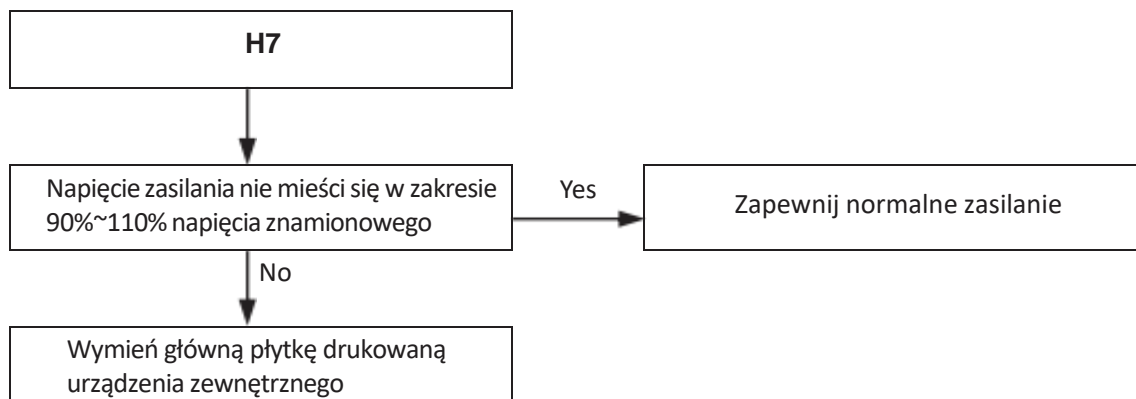 H7
Napięcie zasilania nie mieści się w zakresie
90%~110% napięcia znamionowego
Yes
Zapewnij normalne zasilanie
No
Wymień główną płytkę drukowaną
urządzenia zewnętrznego